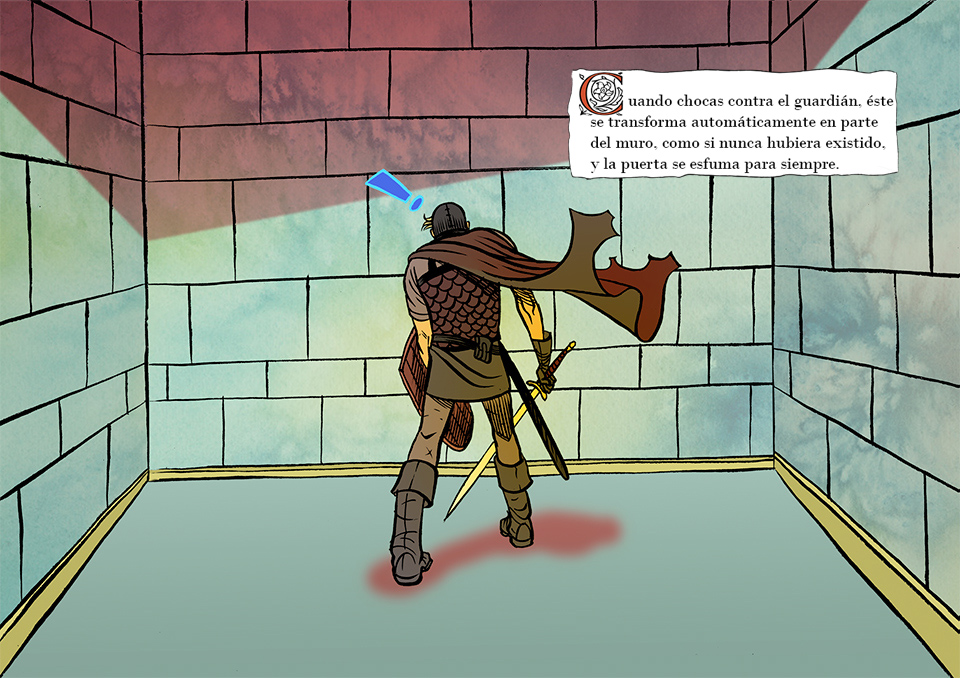 Cuando chocas contra el guardián, éste
se transforma automáticamente en parte
del muro, como si nunca hubiera existido,
y la puerta se esfuma para siempre.
!